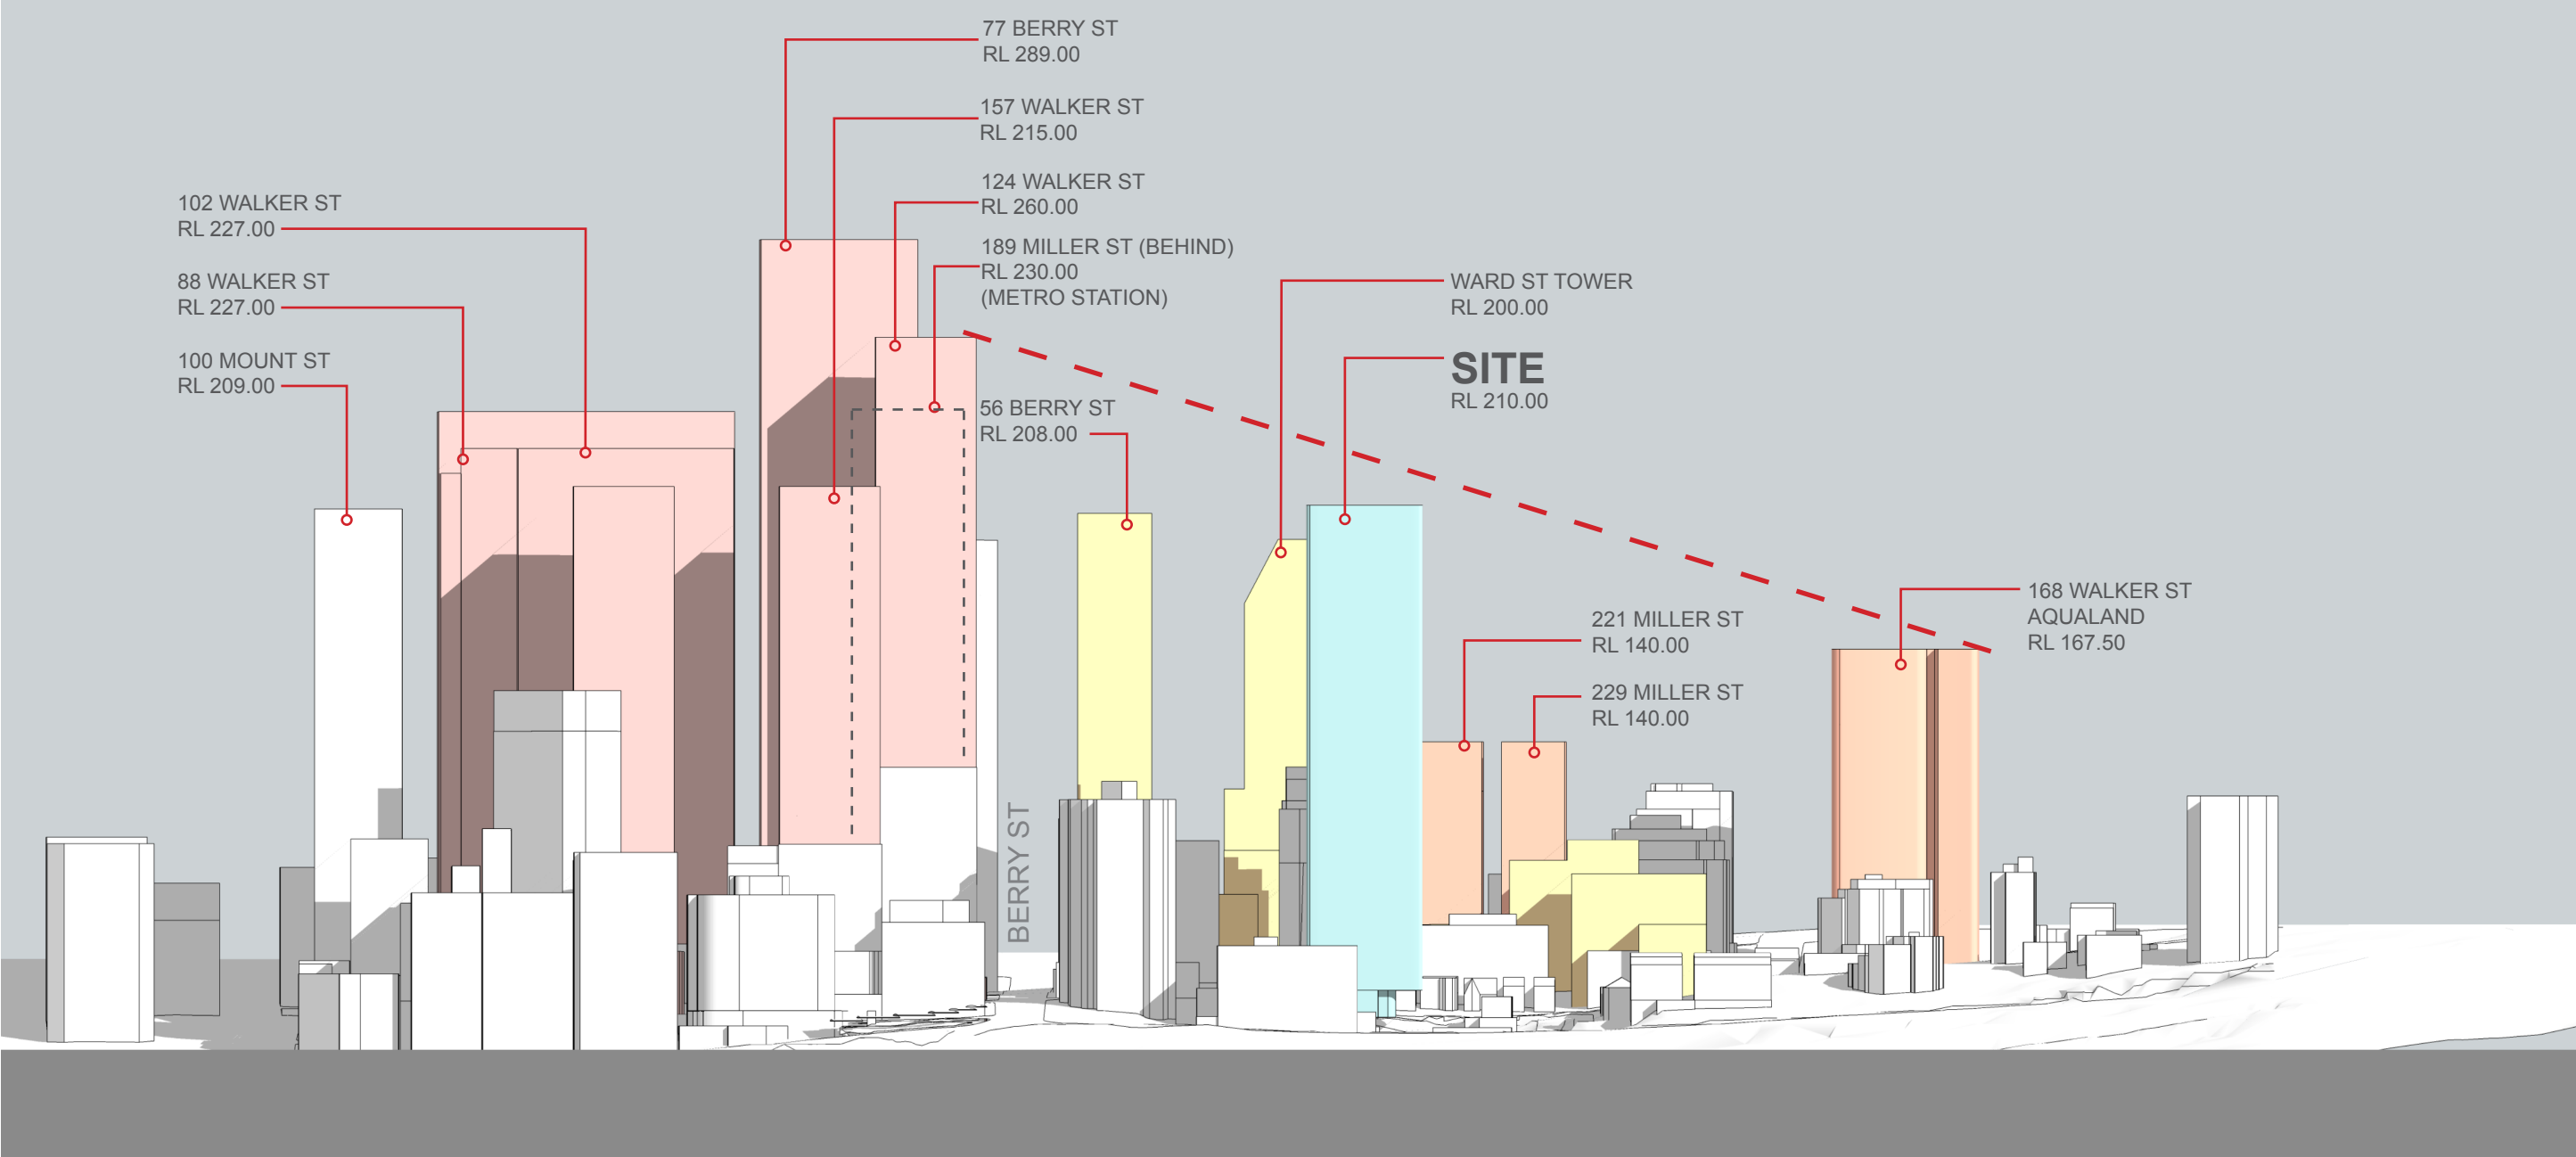 77 BERRY ST
RL 289.00
157 WALKER ST
RL 215.00
124 WALKER ST
RL 260.00
189 MILLER ST (BEHIND)
RL 230.00
(METRO STATION)
102 WALKER ST
RL 227.00
88 WALKER ST
RL 227.00
100 MOUNT ST
RL 209.00
56 BERRY ST
RL 208.00
WARD ST TOWER
RL 200.00
SITE
RL 210.00
221 MILLER ST
RL 140.00
229 MILLER ST
RL 140.00
168 WALKER ST
AQUALAND
RL 167.50
BERRY ST